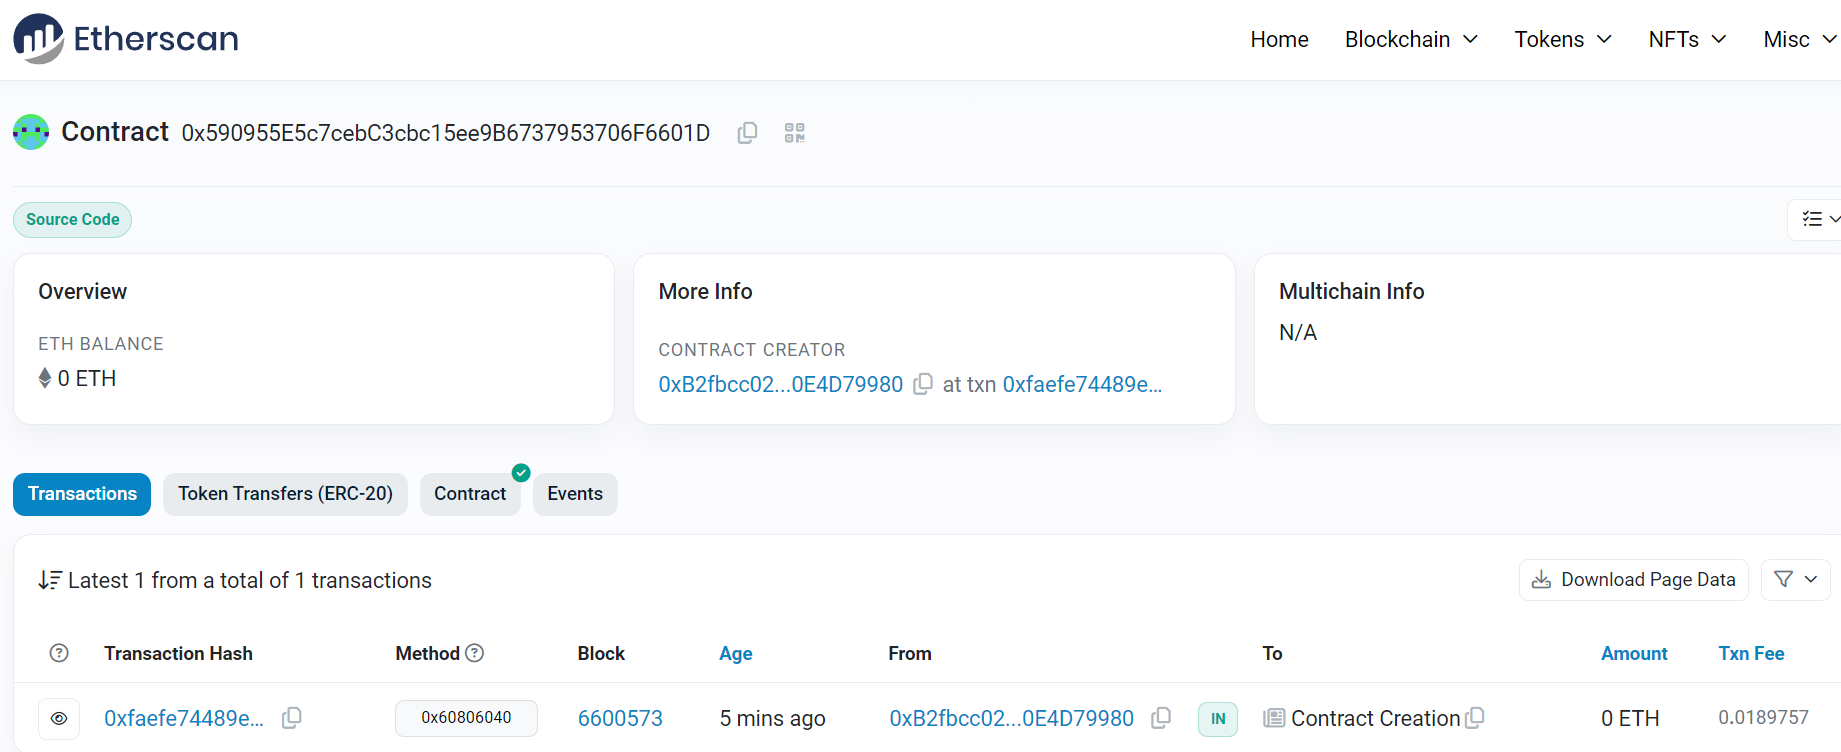 Etherscan
Home Blockchain Tokens NFTs Misc
Contract 0x590955E5c7cebC3cbc15ee9B6737953706F6601D
Source Code
Overview
ETH BALANCE
0 ETH
More Info
CONTRACT CREATOR
0xB2fbcc02...0E4D79980 at txn 0xfaefe74489e...
Multichain Info
N/A
Transactions Token Transfers (ERC-20) Contract Events
Latest 1 from a total of 1 transactions
Download Page Data
Transaction Hash Method Block Age From To Amount Txn Fee
0xfaefe74489e... 0x60806040 6600573 5 mins ago 0xB2fbcc02...0E4D79980 IN Contract Creation 0 ETH 0.0189757